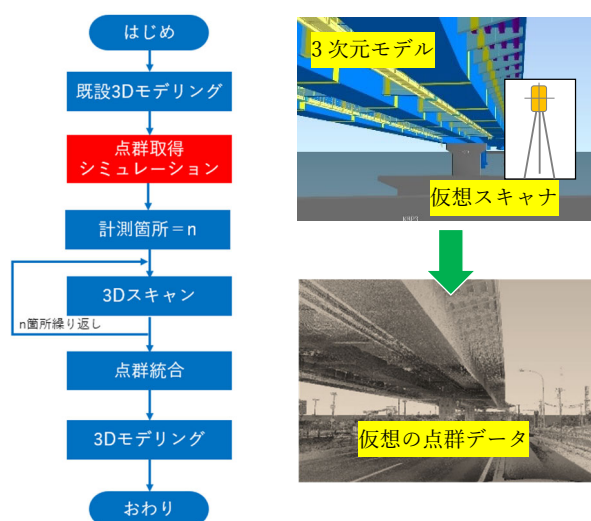 はじめ
既設3Dモデリング
点群取得
シミュレーション
計測箇所＝n
3Dスキャン
n箇所繰り返し
点群統合
3Dモデリング
おわり
3次元モデル
仮想スキャナ
仮想の点群データ